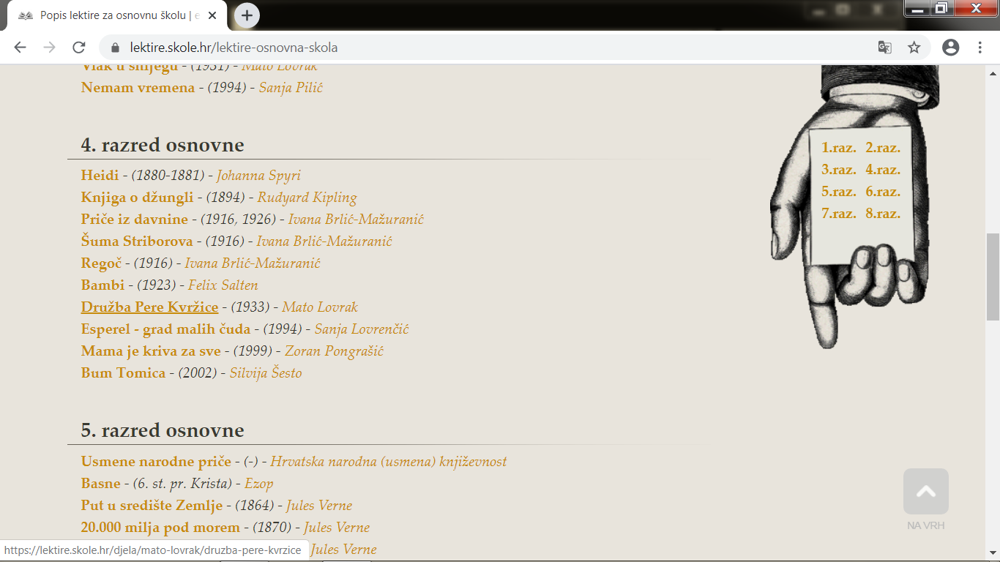 Popis lektire za osnovnu školu | e
lektire.skole.hr/lektire-osnovna-skola
Vlak u snijegu - (1931) - Mato Lovrak
Nemam vremena - (1994) - Sanja Pilić
4. razred osnovne
Heidi - (1880-1881) - Johanna Spyri
Knjiga o džungli - (1894) - Rudyard Kipling
Priče iz davnine - (1916, 1926) - Ivana Brlić-Mažuranić
Šuma Striborova - (1916) - Ivana Brlić-Mažuranić
Regoč - (1916) - Ivana Brlić-Mažuranić
Bambi - (1923) - Felix Salten
Družba Pere Kvržice - (1933) - Mato Lovrak
Esperel - grad malih čuda - (1994) - Sanja Lovrenčić
Mama je kriva za sve - (1999) - Zoran Pongrašić
Bum Tomica - (2002) - Silvija Šesto
5. razred osnovne
Usmene narodne priče - (-) - Hrvatska narodna (usmena) književnost
Basne - (6. st. pr. Krista) - Ezop
Put u središte Zemlje - (1864) - Jules Verne
20.000 milja pod morem - (1870) - Jules Verne
Jules Verne
1.raz. 2.raz.
3.raz. 4.raz.
5.raz. 6.raz.
7.raz. 8.raz.
NA VRH
https://lektire.skole.hr/djela/mato-lovrak/druzba-pere-kvrzice